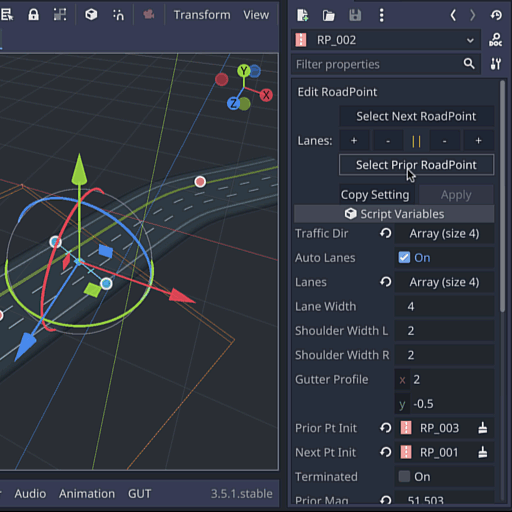 Transform View
Y
X
Z
Audio Animation GUT 3.5.1.stable
RP_002
DOC
Filter properties
Edit RoadPoint
Select Next RoadPoint
Lanes: + - || - +
Select Prior RoadPoint
Copy Setting Apply
Script Variables
Traffic Dir Array (size 4)
Auto Lanes On
Lanes Array (size 4)
Lane Width 4
Shoulder Width L 2
Shoulder Width R 2
Gutter Profile x 2
y -0.5
Prior Pt Init RP_003
Next Pt Init RP_001
Terminated On
Prior Mag 51.503